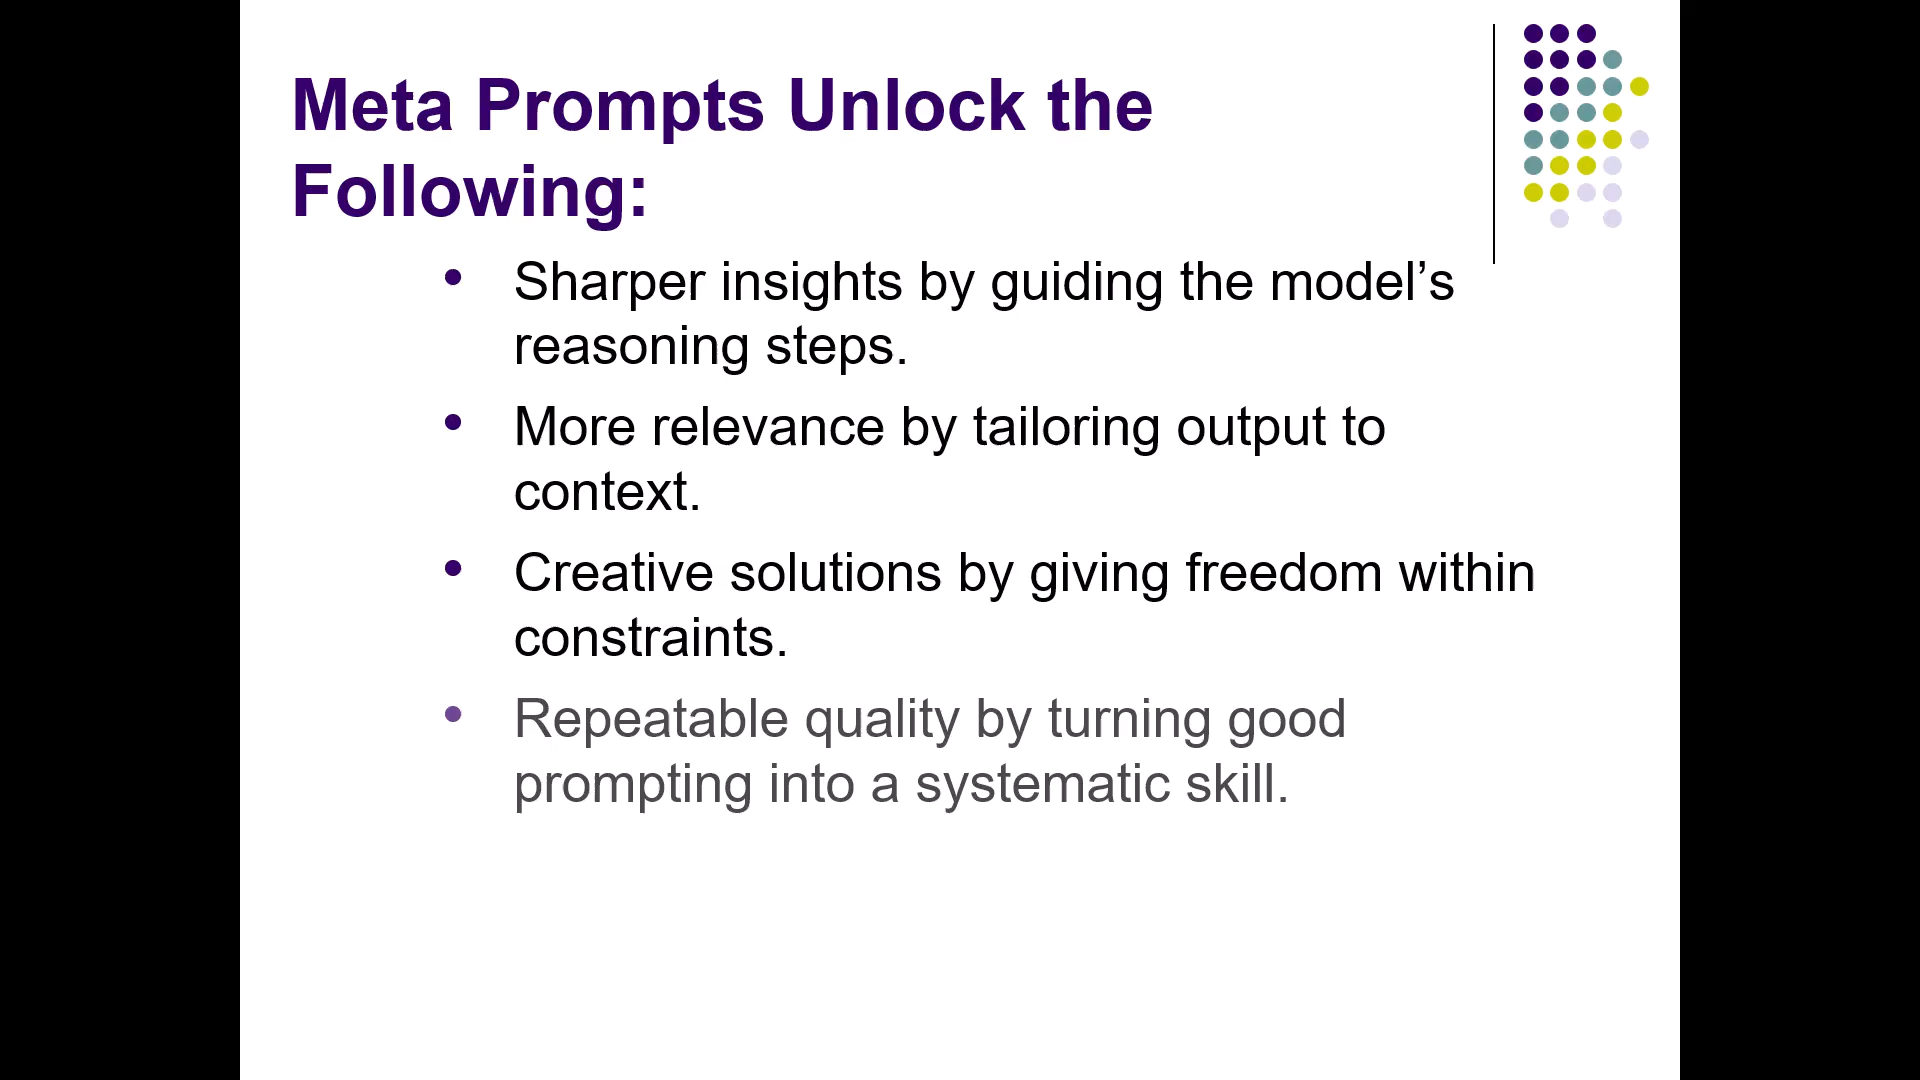 Meta Prompts Unlock the
Following:
• Sharper insights by guiding the model’s
reasoning steps.
• More relevance by tailoring output to
context.
• Creative solutions by giving freedom within
constraints.
• Repeatable quality by turning good
prompting into a systematic skill.